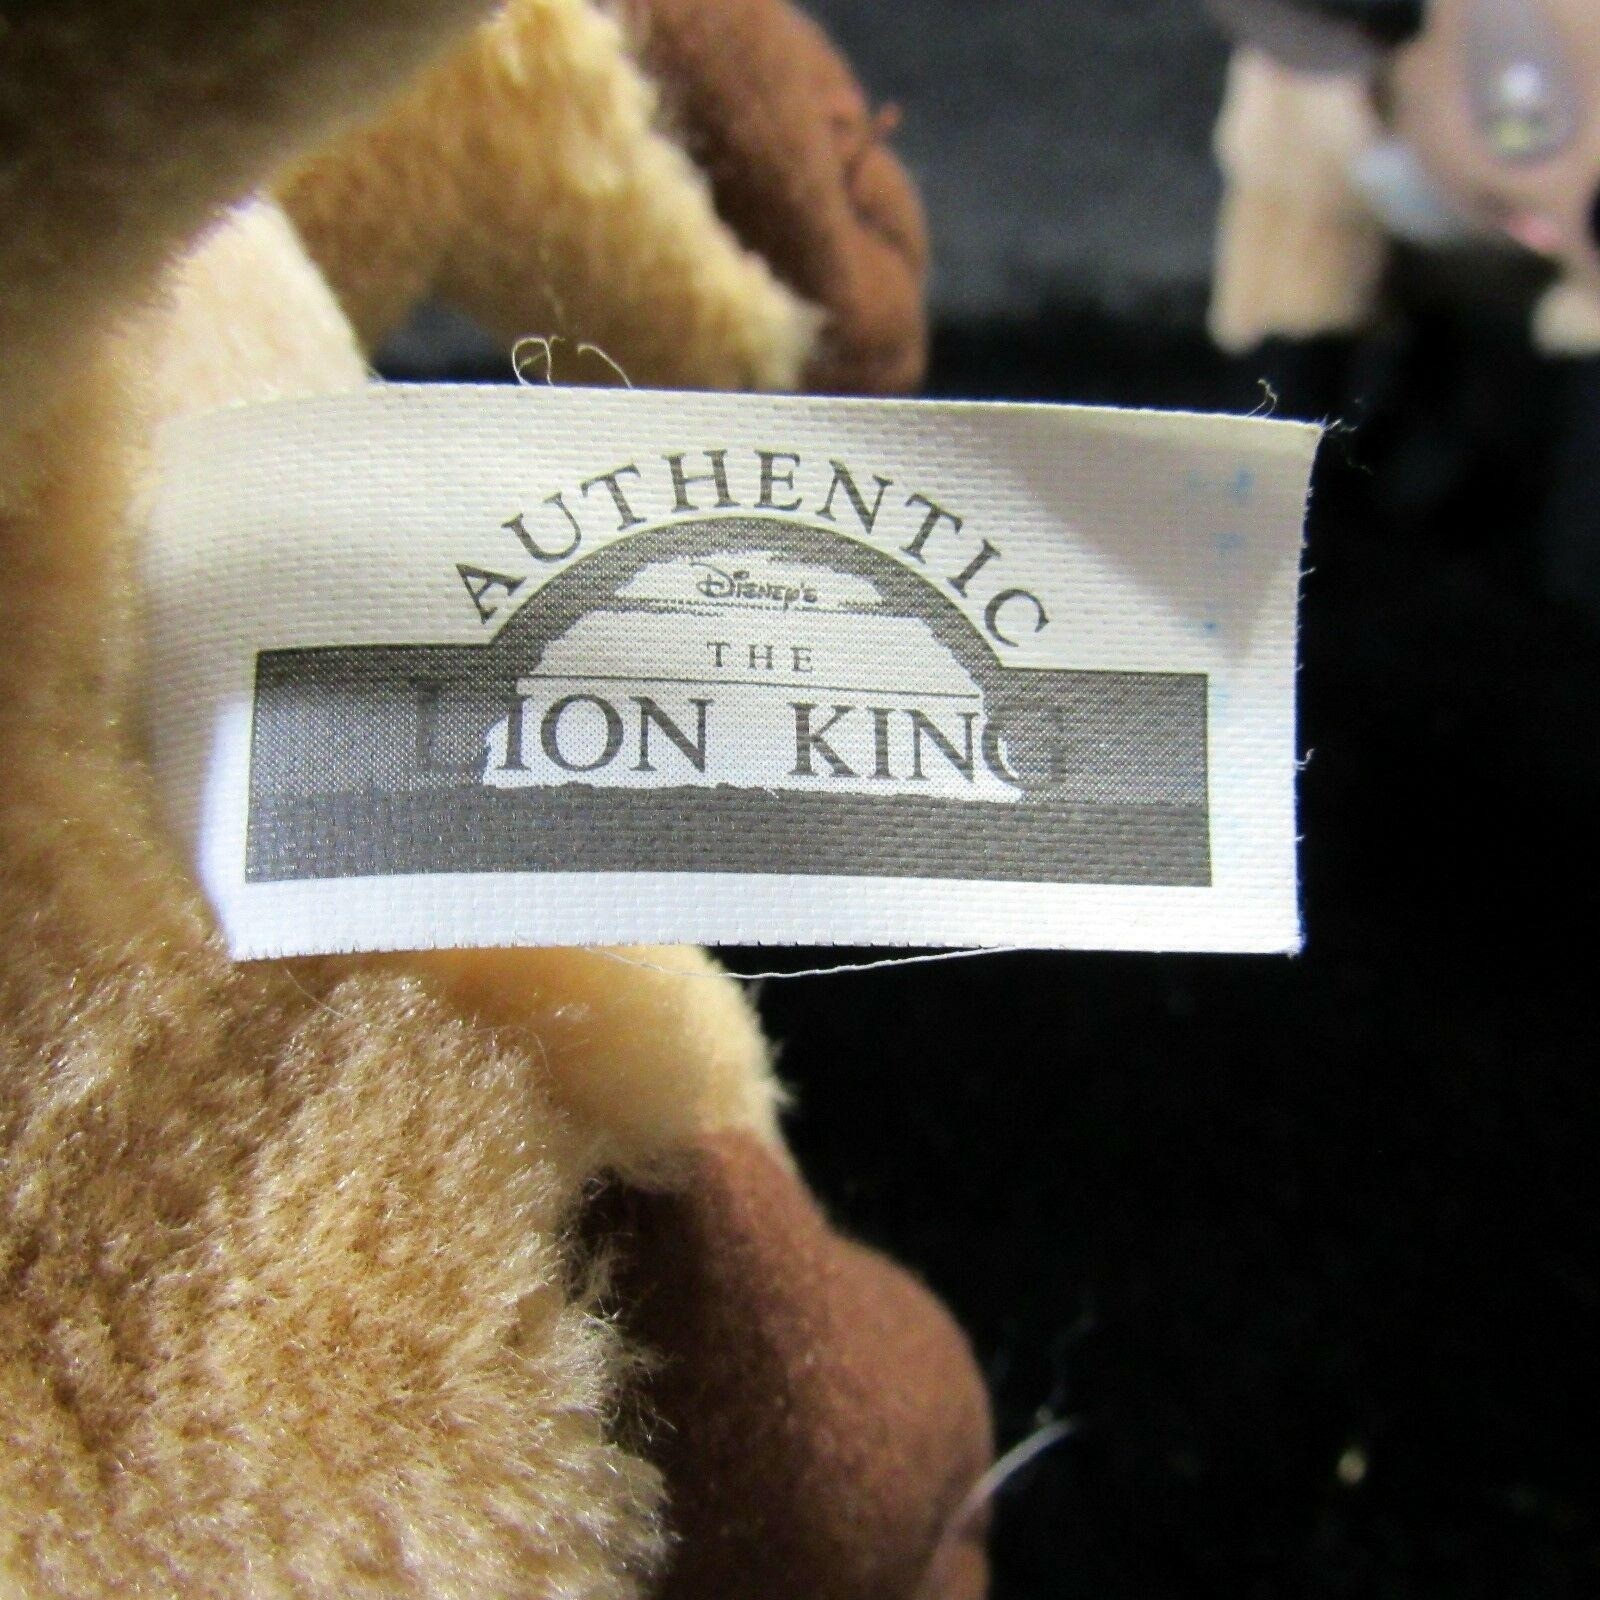 AUTHENTIC
DISNEY'S
THE
LION KING